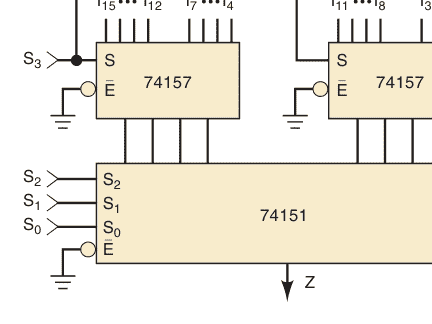 I15 ••• I12 I7 ••• I4 I11 ••• I8 I3
S3 S 74157 S 74157
E̅ E̅
S2 S2
S1 S1 74151
S0 S0
E̅
Z